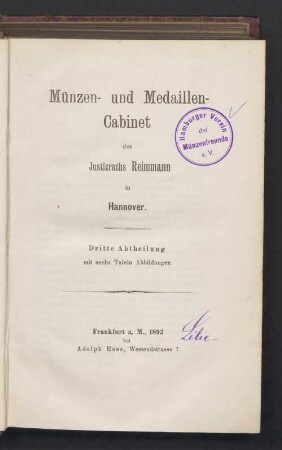 Münzen- und Medaillen-
Cabinet
des
Justizraths Reimmann
in
Hannover.
Hamburger Verein
der
Münzenfreunde
e. V.
Dritte Abtheilung
mit sechs Tafeln Abbildungen.
Frankfurt a. M., 1892
bei
Adolph Hess, Westendstrasse 7.